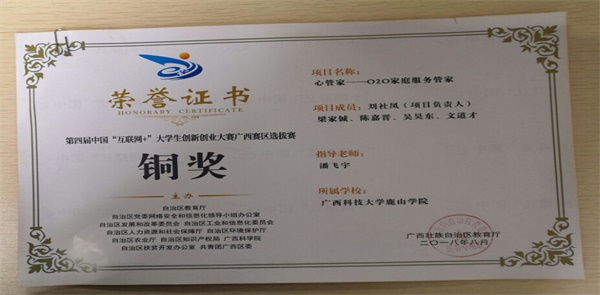 荣誉证书
HONORARY CERTIFICATE
第四届中国“互联网+”大学生创新创业大赛广西赛区选拔赛
铜奖
主办
自治区教育厅
自治区党委网络安全和信息化领导小组办公室
自治区发展和改革委员会 自治区工业和信息化委员会
自治区人力资源和社会保障厅 自治区环境保护厅
自治区农业厅 自治区知识产权局 广西科学院
自治区扶贫开发办公室 共青团广西区委
项目名称:
心管家——O2O家庭服务管家
项目成员: 刘社凤(项目负责人)
梁家铖、陈嘉晋、吴昊东、文道才
指导老师:
潘飞宇
所属学校:
广西科技大学鹿山学院
广西壮族自治区教育厅
二〇一八年八月